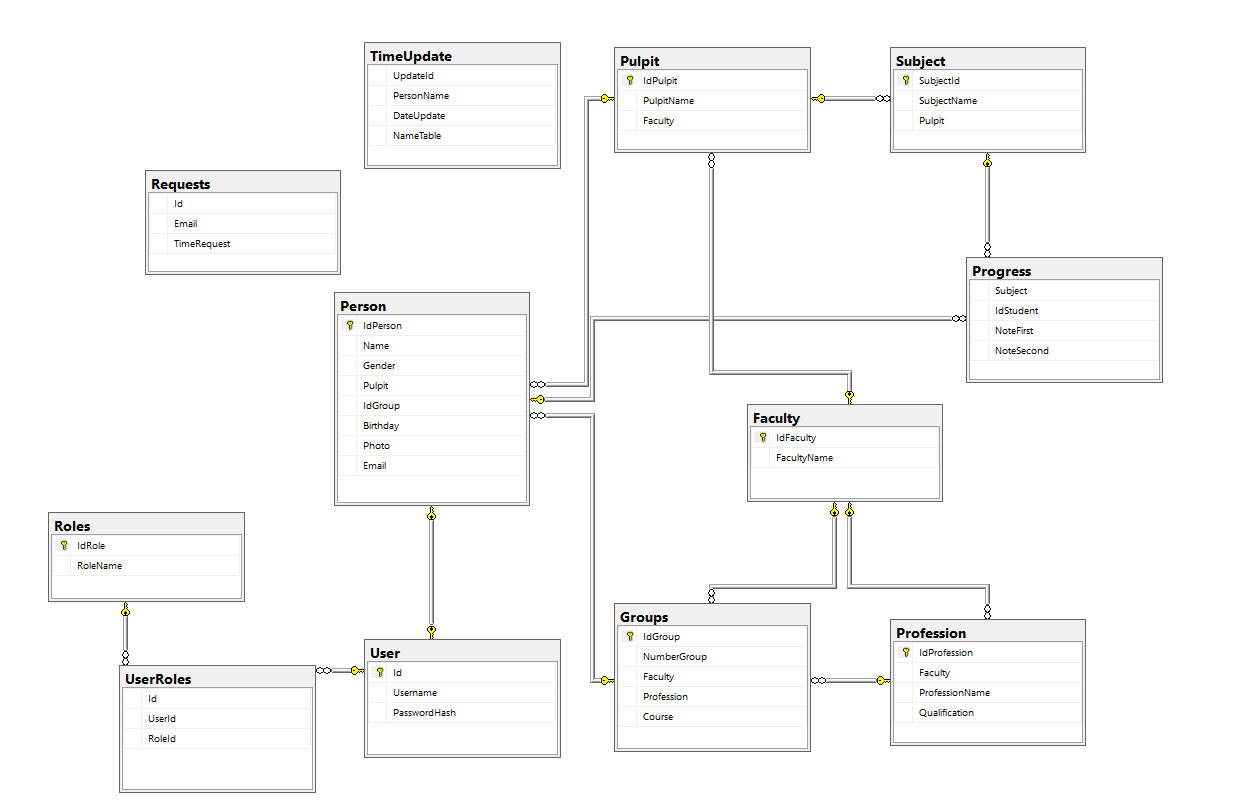 TimeUpdate
UpdateId
PersonName
DateUpdate
NameTable
Pulpit
IdPulpit
PulpitName
Faculty
Subject
SubjectId
SubjectName
Pulpit
Requests
Id
Email
TimeRequest
Progress
Subject
IdStudent
NoteFirst
NoteSecond
Person
IdPerson
Name
Gender
Pulpit
IdGroup
Birthday
Photo
Email
Faculty
IdFaculty
FacultyName
Roles
IdRole
RoleName
Groups
IdGroup
NumberGroup
Faculty
Profession
Course
Profession
IdProfession
Faculty
ProfessionName
Qualification
User
Id
Username
PasswordHash
UserRoles
Id
UserId
RoleId